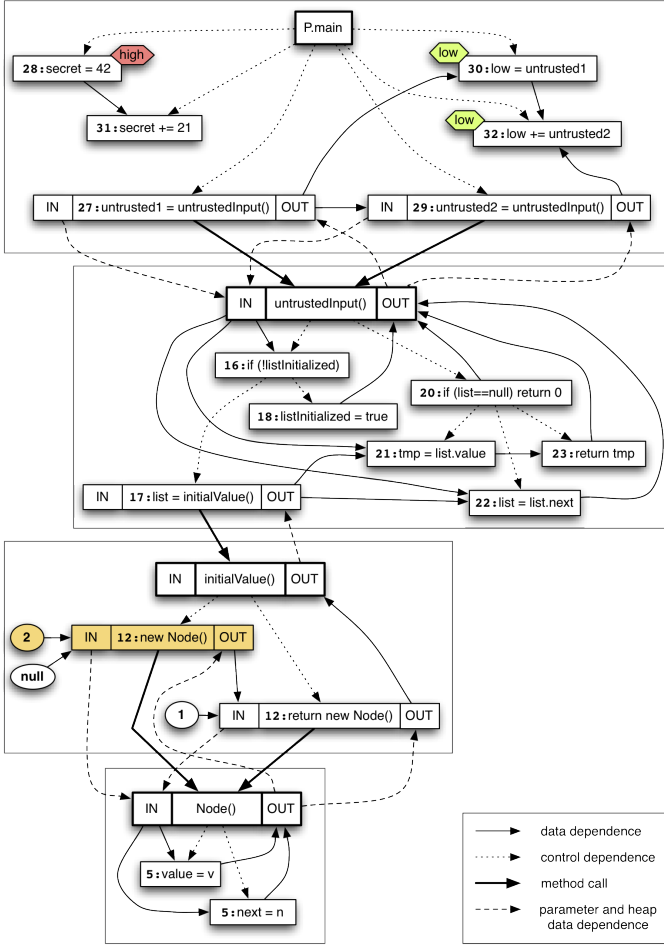 P.main
28:secret = 42
high
low
30:low = untrusted1
31:secret += 21
low
32:low += untrusted2
IN 27:untrusted1 = untrustedInput() OUT
IN 29:untrusted2 = untrustedInput() OUT
IN untrustedInput() OUT
16:if (!listInitialized)
20:if (list==null) return 0
18:listInitialized = true
21:tmp = list.value
23:return tmp
IN 17:list = initialValue() OUT
22:list = list.next
IN initialValue() OUT
2
IN 12:new Node() OUT
null
1
IN 12:return new Node() OUT
IN Node() OUT
5:value = v
5:next = n
data dependence
control dependence
method call
parameter and heap
data dependence